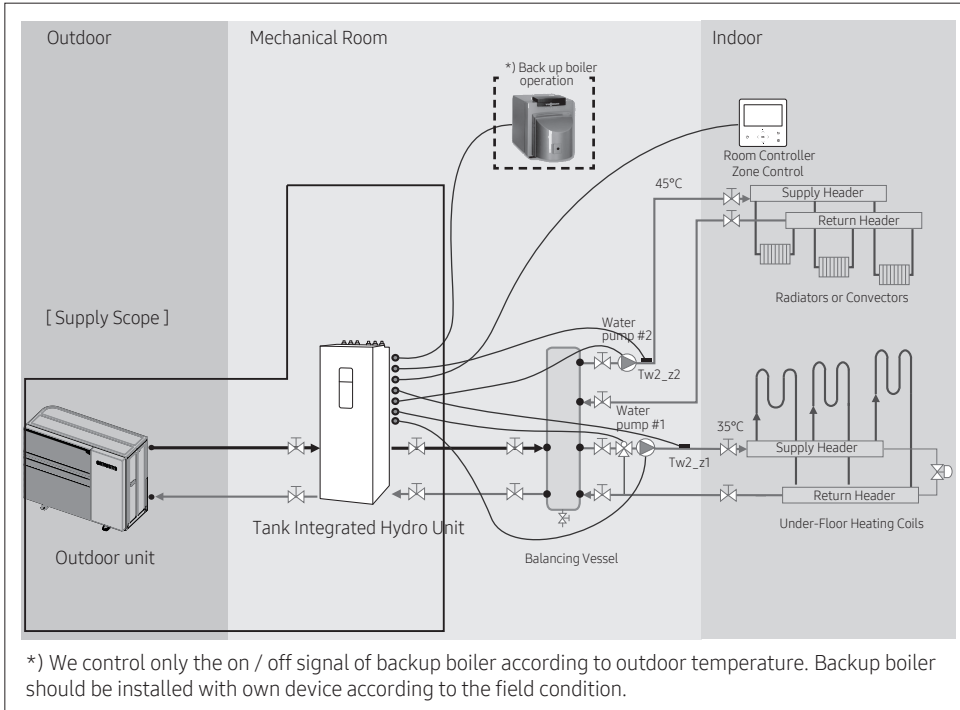 Outdoor
Mechanical Room
Indoor
*) Back up boiler
operation
Room Controller
Zone Control
45°C
Supply Header
Return Header
Radiators or Convectors
[ Supply Scope ]
Water
pump #2
Tw2_z2
Water
pump #1
35°C
Tw2_z1
Supply Header
Return Header
Tank Integrated Hydro Unit
Under-Floor Heating Coils
Outdoor unit
Balancing Vessel
*) We control only the on / off signal of backup boiler according to outdoor temperature. Backup boiler
should be installed with own device according to the field condition.